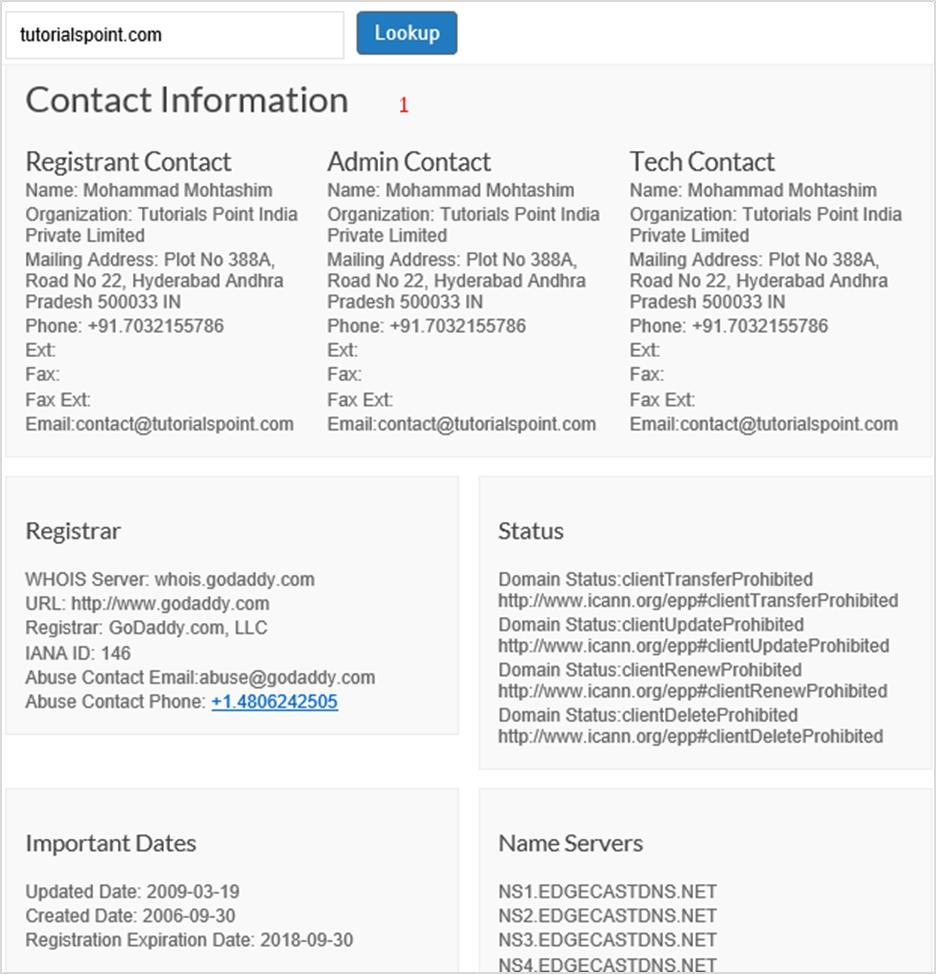 tutorialspoint.com
Lookup
Contact Information 1
Registrant Contact
Name: Mohammad Mohtashim
Organization: Tutorials Point India
Private Limited
Mailing Address: Plot No 388A,
Road No 22, Hyderabad Andhra
Pradesh 500033 IN
Phone: +91.7032155786
Ext:
Fax:
Fax Ext:
Email:contact@tutorialspoint.com
Admin Contact
Name: Mohammad Mohtashim
Organization: Tutorials Point India
Private Limited
Mailing Address: Plot No 388A,
Road No 22, Hyderabad Andhra
Pradesh 500033 IN
Phone: +91.7032155786
Ext:
Fax:
Fax Ext:
Email:contact@tutorialspoint.com
Tech Contact
Name: Mohammad Mohtashim
Organization: Tutorials Point India
Private Limited
Mailing Address: Plot No 388A,
Road No 22, Hyderabad Andhra
Pradesh 500033 IN
Phone: +91.7032155786
Ext:
Fax:
Fax Ext:
Email:contact@tutorialspoint.com
Registrar
WHOIS Server: whois.godaddy.com
URL: http://www.godaddy.com
Registrar: GoDaddy.com, LLC
IANA ID: 146
Abuse Contact Email:abuse@godaddy.com
Abuse Contact Phone: +1.4806242505
Status
Domain Status:clientTransferProhibited
http://www.icann.org/epp#clientTransferProhibited
Domain Status:clientUpdateProhibited
http://www.icann.org/epp#clientUpdateProhibited
Domain Status:clientRenewProhibited
http://www.icann.org/epp#clientRenewProhibited
Domain Status:clientDeleteProhibited
http://www.icann.org/epp#clientDeleteProhibited
Important Dates
Updated Date: 2009-03-19
Created Date: 2006-09-30
Registration Expiration Date: 2018-09-30
Name Servers
NS1.EDGECASTDNS.NET
NS2.EDGECASTDNS.NET
NS3.EDGECASTDNS.NET
NS4.EDGECASTDNS.NET